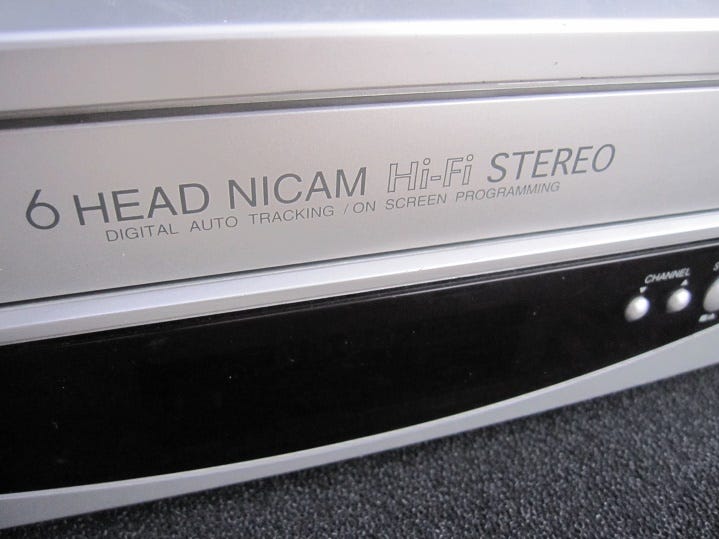 6 HEAD NICAM Hi-Fi STEREO
DIGITAL AUTO TRACKING / ON SCREEN PROGRAMMING
CHANNEL